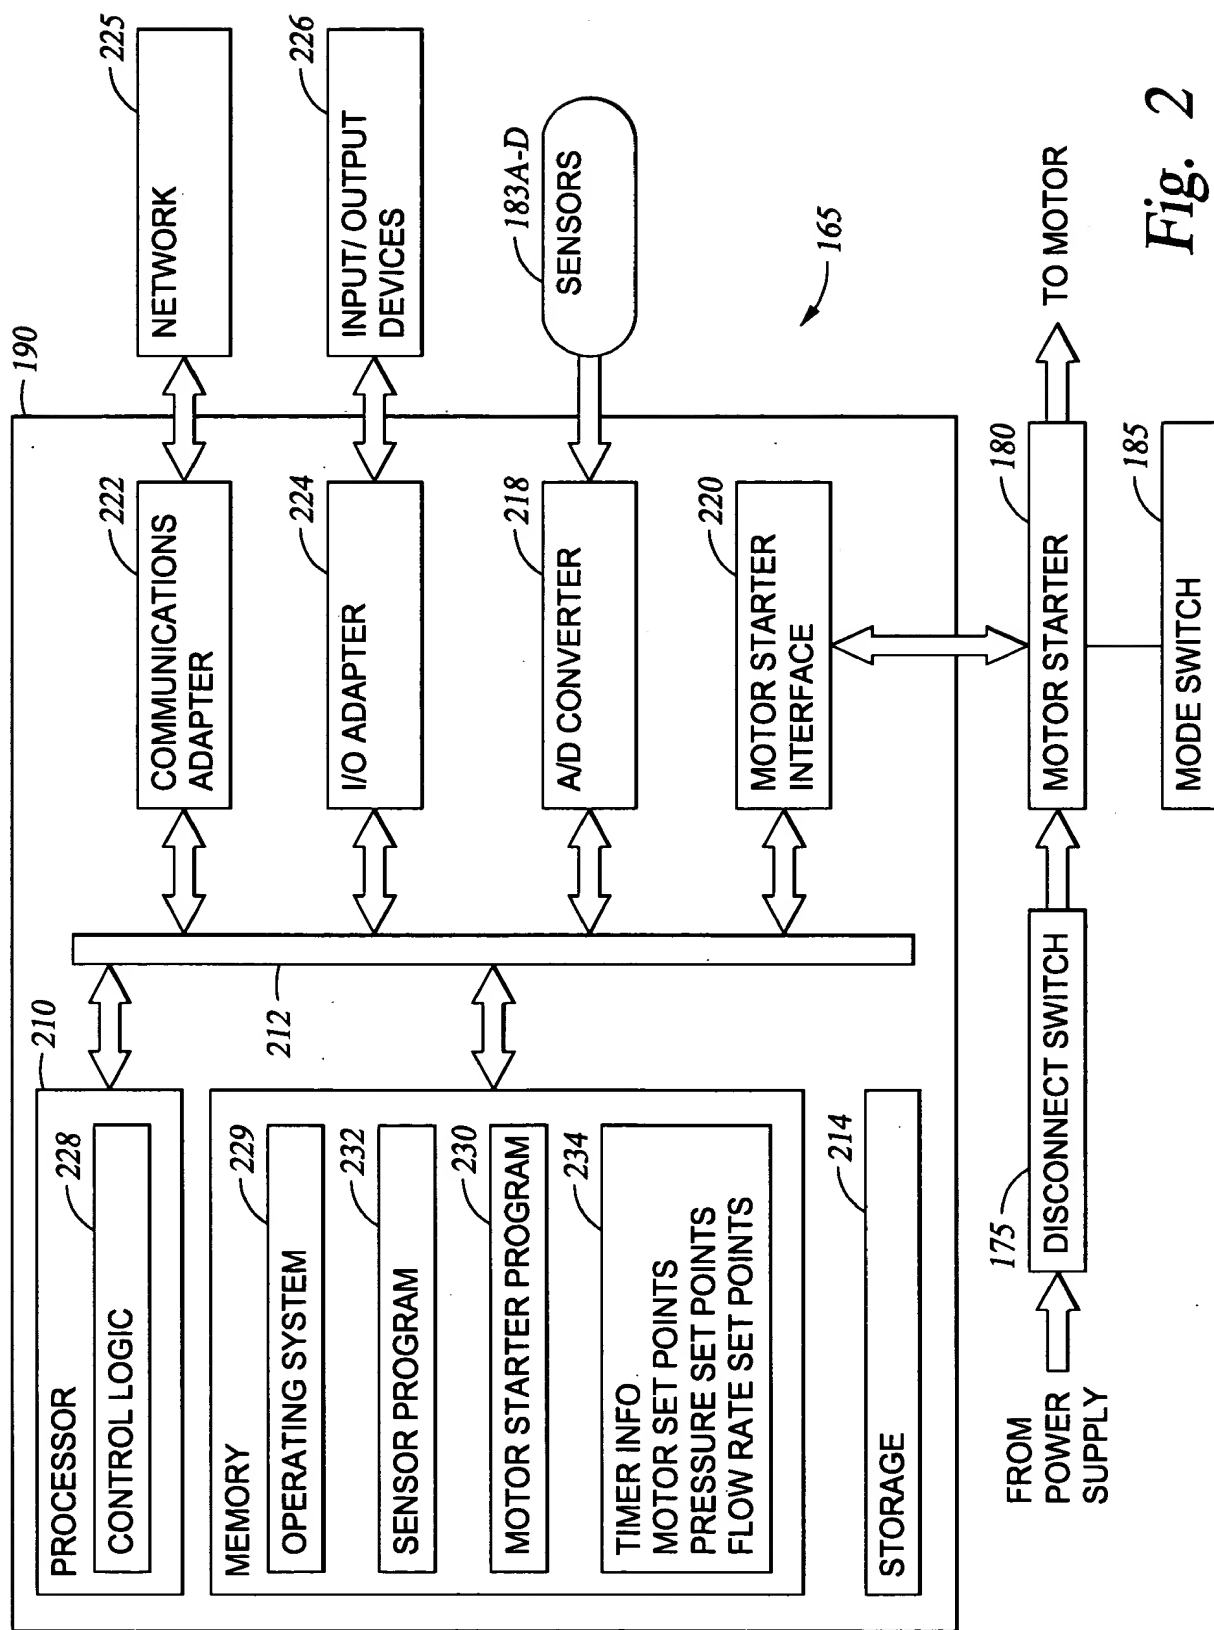 190
PROCESSOR
210
CONTROL LOGIC
228
MEMORY
OPERATING SYSTEM
229
SENSOR PROGRAM
232
MOTOR STARTER PROGRAM
230
TIMER INFO
MOTOR SET POINTS
PRESSURE SET POINTS
FLOW RATE SET POINTS
234
STORAGE
214
212
COMMUNICATIONS
ADAPTER
222
I/O ADAPTER
224
A/D CONVERTER
218
MOTOR STARTER
INTERFACE
220
NETWORK
225
INPUT/ OUTPUT
DEVICES
226
SENSORS
183A-D
165
FROM
POWER
SUPPLY
175
DISCONNECT SWITCH
MOTOR STARTER
180
TO MOTOR
MODE SWITCH
185
Fig. 2